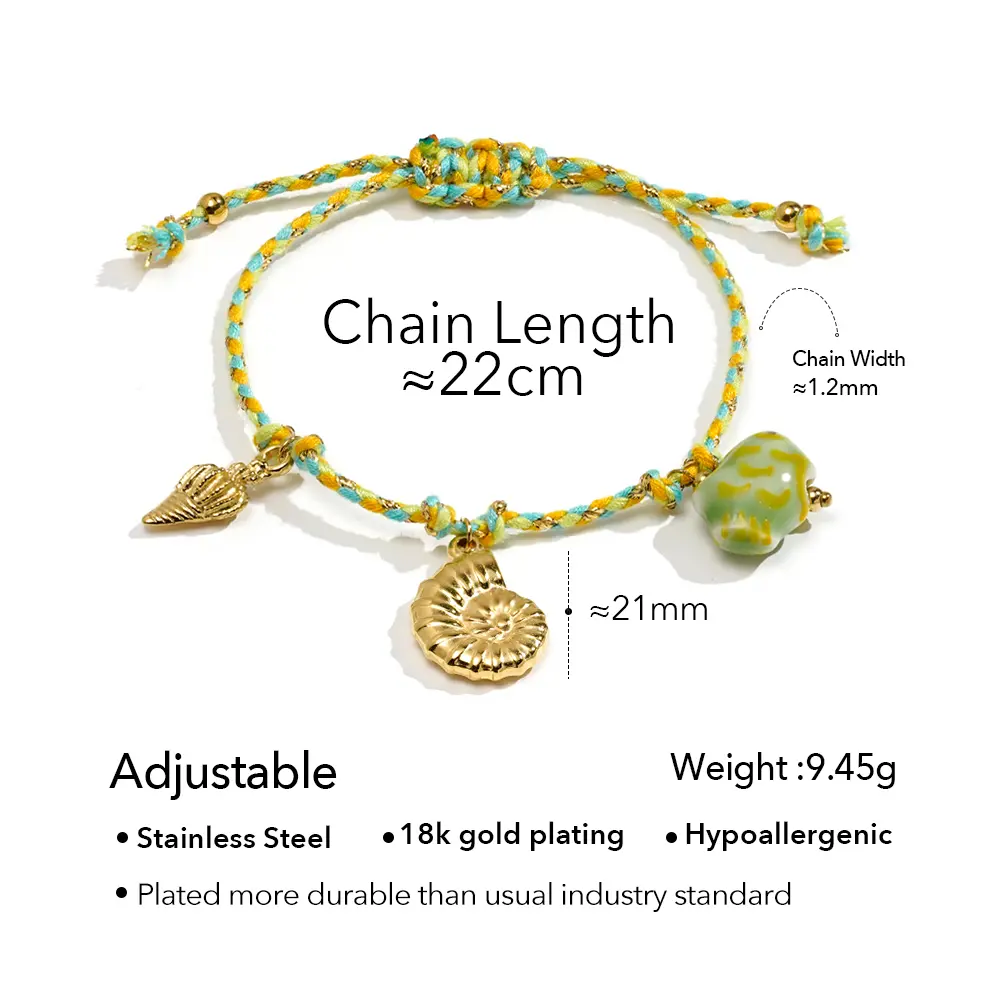 Chain Length
≈22cm
Chain Width
≈1.2mm
≈21mm
Adjustable
Weight :9.45g
• Stainless Steel
• 18k gold plating
• Hypoallergenic
• Plated more durable than usual industry standard